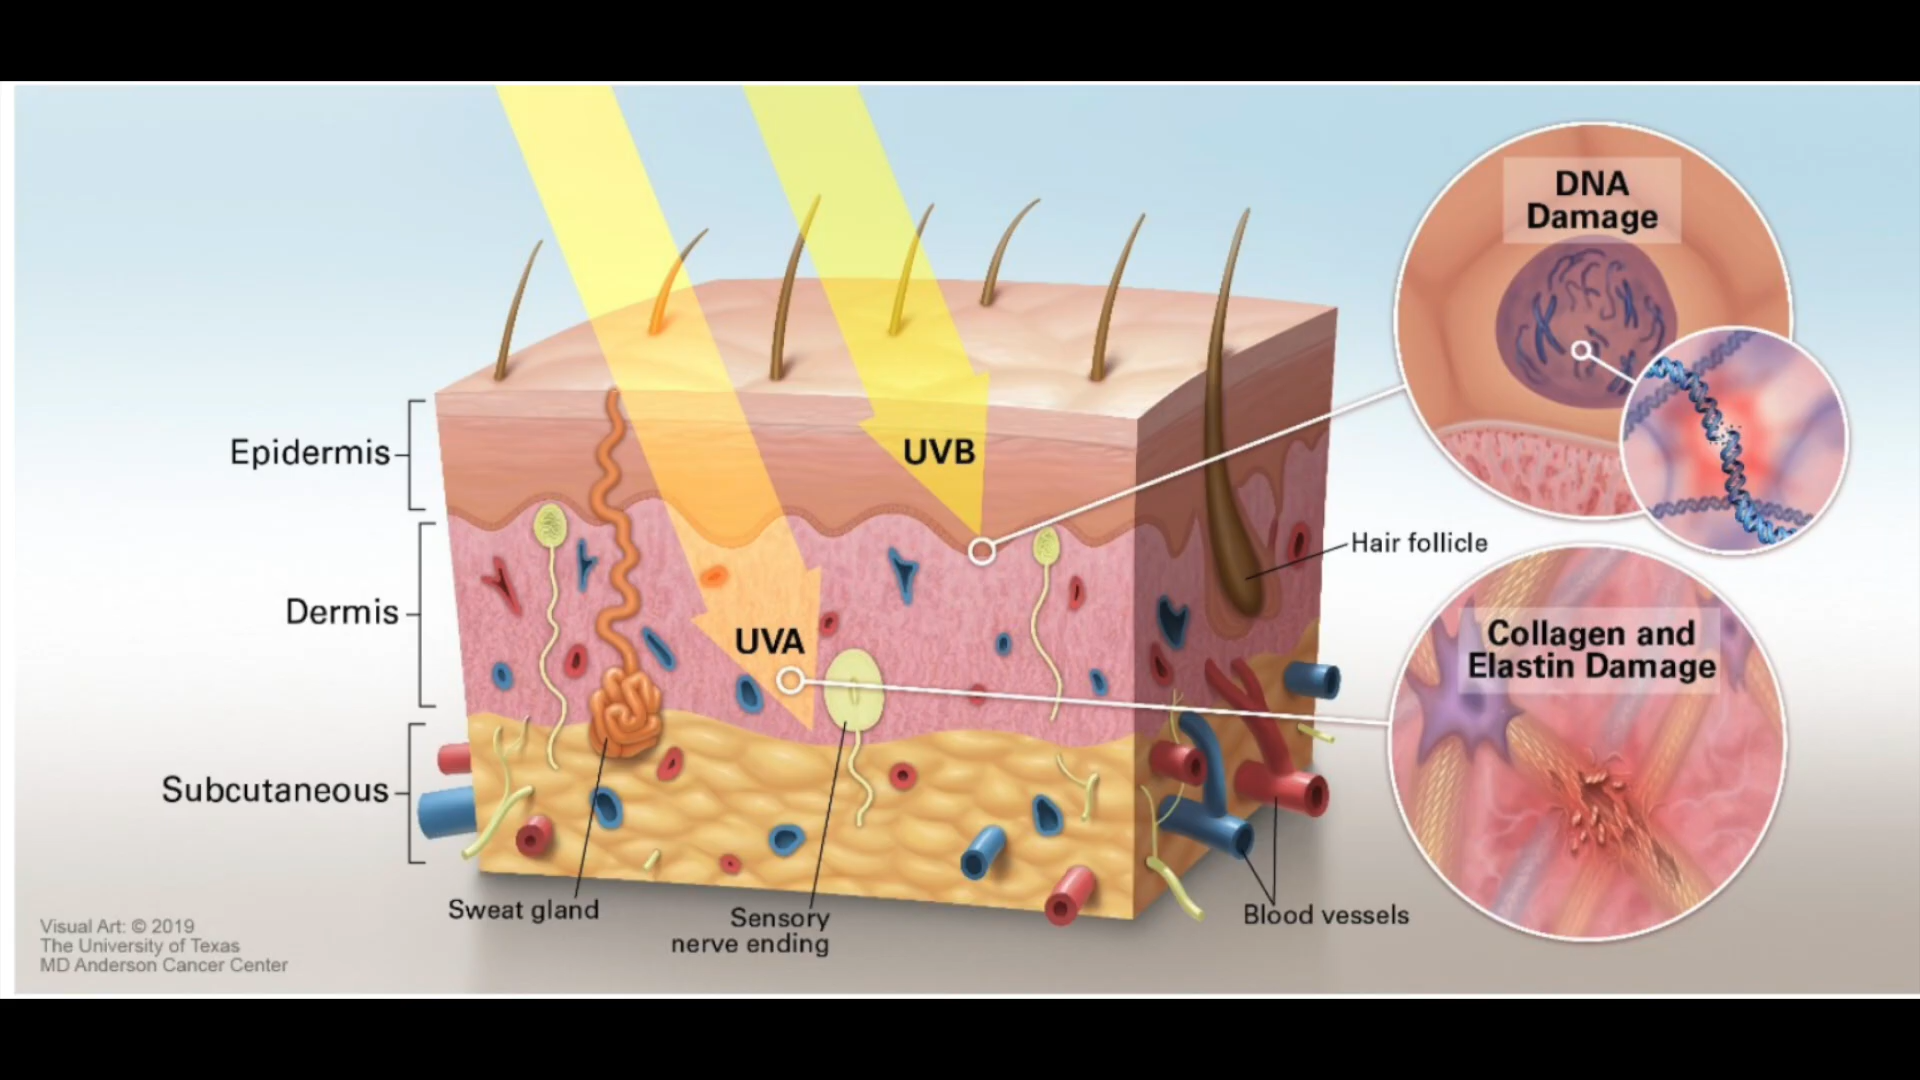 DNA
Damage
UVB
Epidermis
Hair follicle
Dermis
UVA
Collagen and
Elastin Damage
Subcutaneous
Sweat gland
Sensory
nerve ending
Blood vessels
Visual Art: © 2019
The University of Texas
MD Anderson Cancer Center